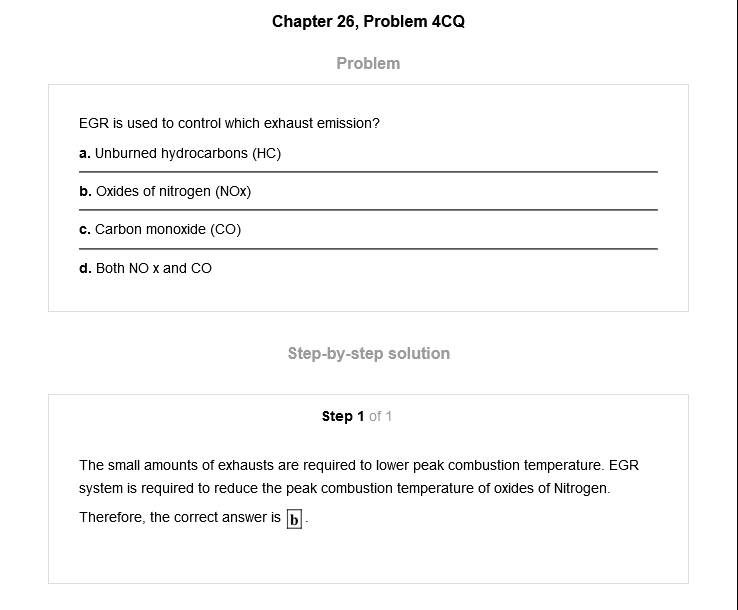 Chapter 26, Problem 4CQ
Problem
EGR is used to control which exhaust emission?
a. Unburned hydrocarbons (HC)
b. Oxides of nitrogen (NOx)
c. Carbon monoxide (CO)
d. Both NO x and CO
Step-by-step solution
Step 1 of 1
The small amounts of exhausts are required to lower peak combustion temperature. EGR
system is required to reduce the peak combustion temperature of oxides of Nitrogen.
Therefore, the correct answer is b.